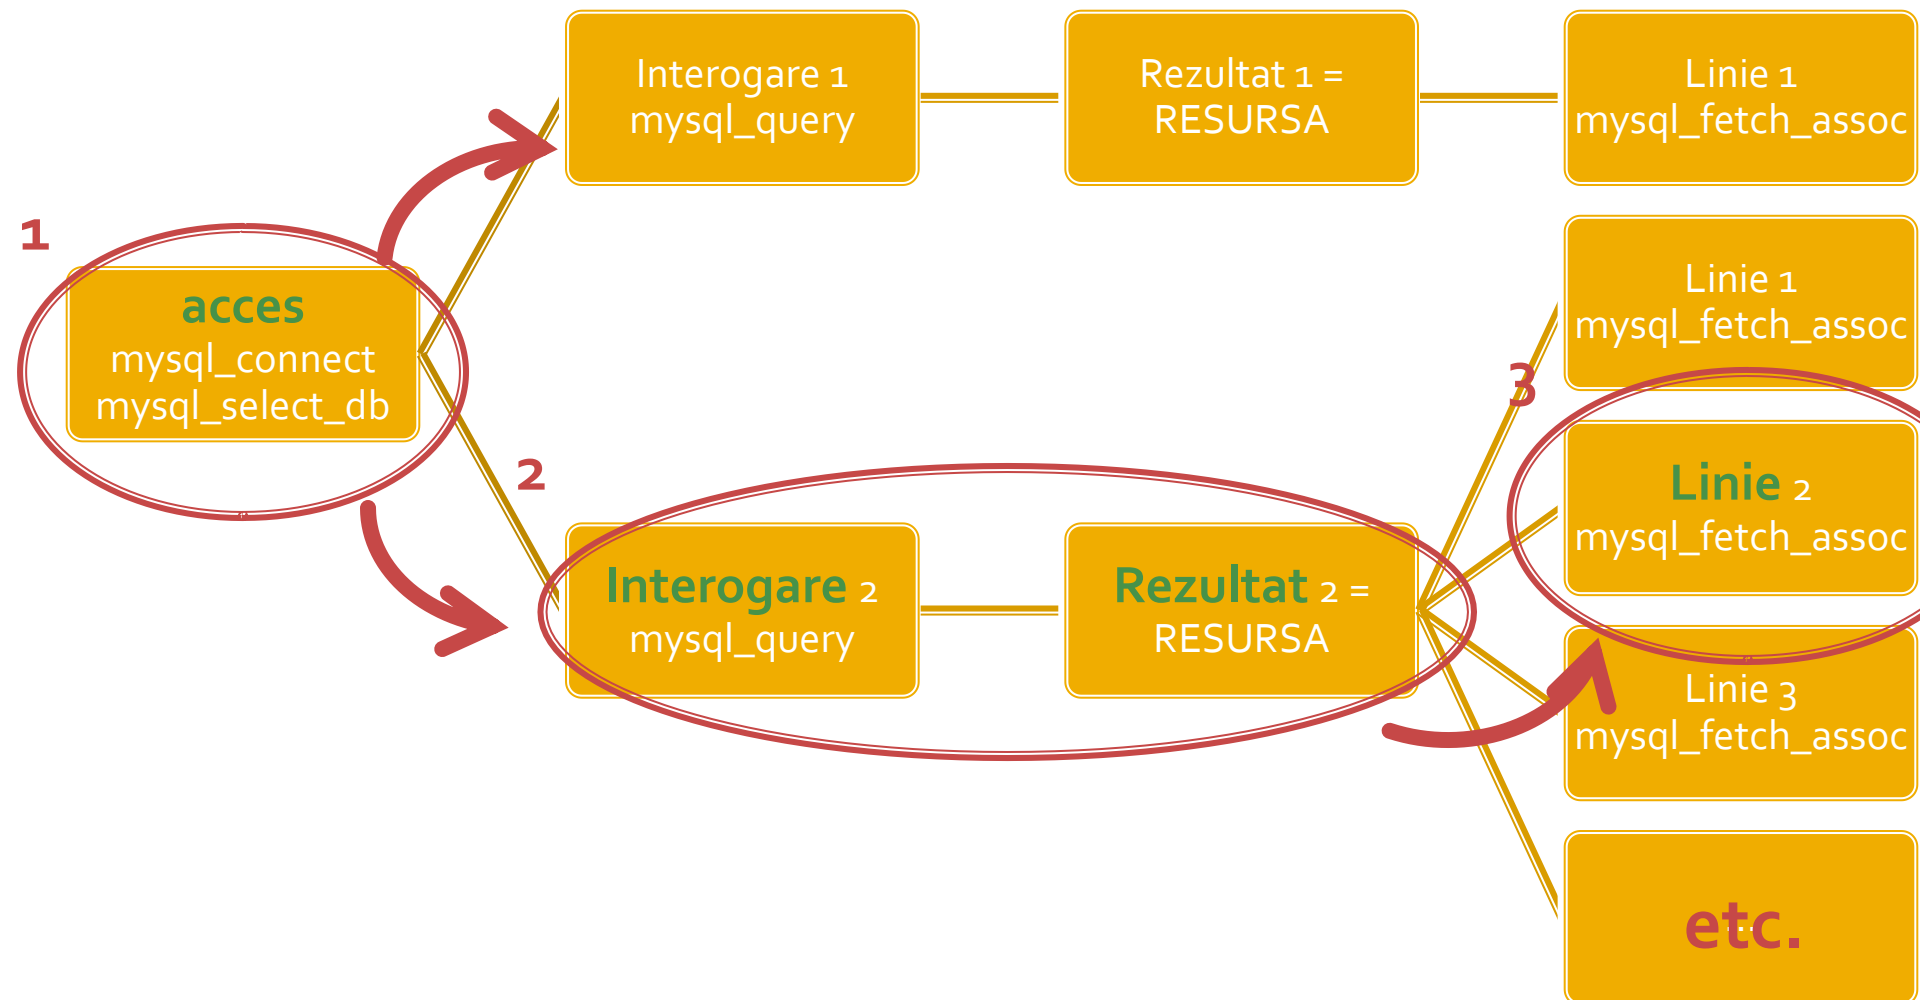 1
acces
mysql_connect
mysql_select_db
Interogare 1
mysql_query
Rezultat 1 =
RESURSA
Linie 1
mysql_fetch_assoc
2
Interogare 2
mysql_query
Rezultat 2 =
RESURSA
3
Linie 1
mysql_fetch_assoc
Linie 2
mysql_fetch_assoc
Linie 3
mysql_fetch_assoc
etc.